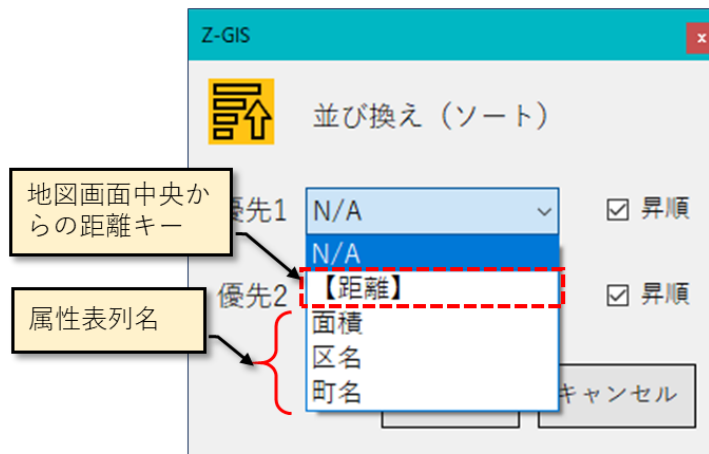 Z-GIS
x
並び換え（ソート）
地図画面中央か
らの距離キー
優先1
N/A
昇順
N/A
【距離】
優先2
昇順
属性表列名
面積
区名
町名
キャンセル